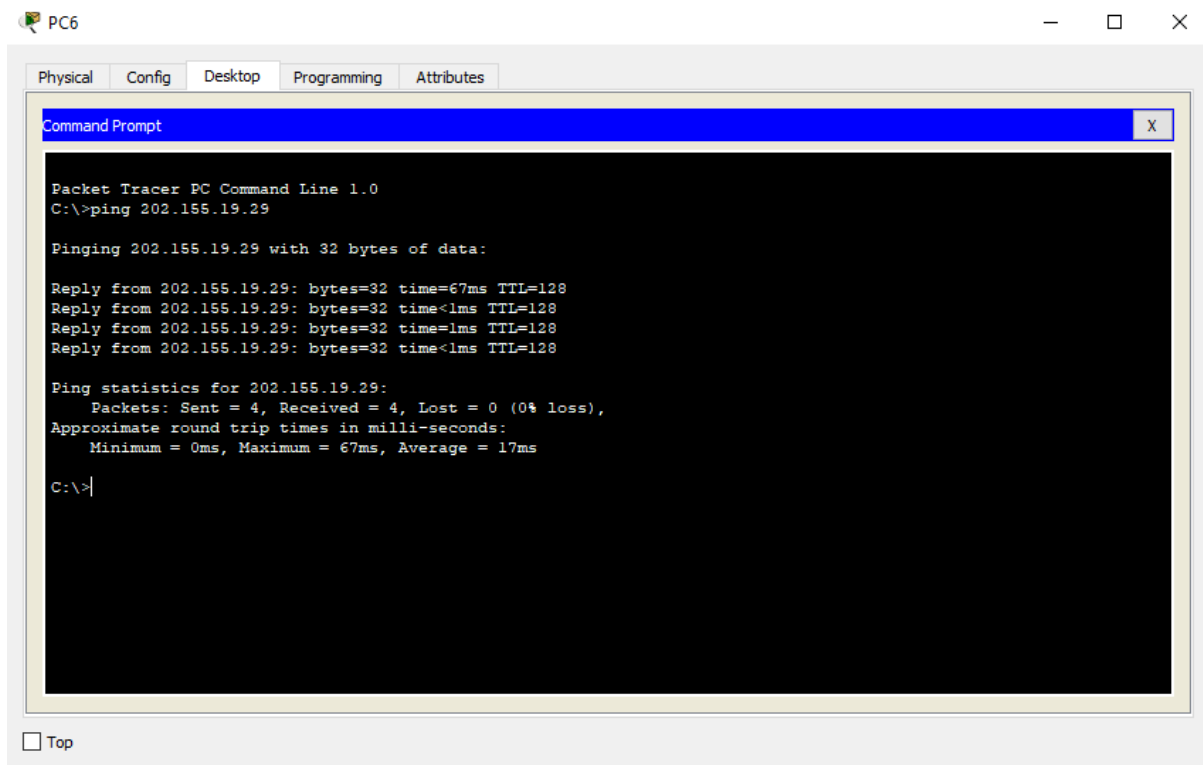 PC6
Physical Config Desktop Programming Attributes
Command Prompt X
Packet Tracer PC Command Line 1.0
C:\>ping 202.155.19.29
Pinging 202.155.19.29 with 32 bytes of data:
Reply from 202.155.19.29: bytes=32 time=67ms TTL=128
Reply from 202.155.19.29: bytes=32 time<1ms TTL=128
Reply from 202.155.19.29: bytes=32 time=1ms TTL=128
Reply from 202.155.19.29: bytes=32 time<1ms TTL=128
Ping statistics for 202.155.19.29:
Packets: Sent = 4, Received = 4, Lost = 0 (0% loss),
Approximate round trip times in milli-seconds:
Minimum = 0ms, Maximum = 67ms, Average = 17ms
C:\>
Top